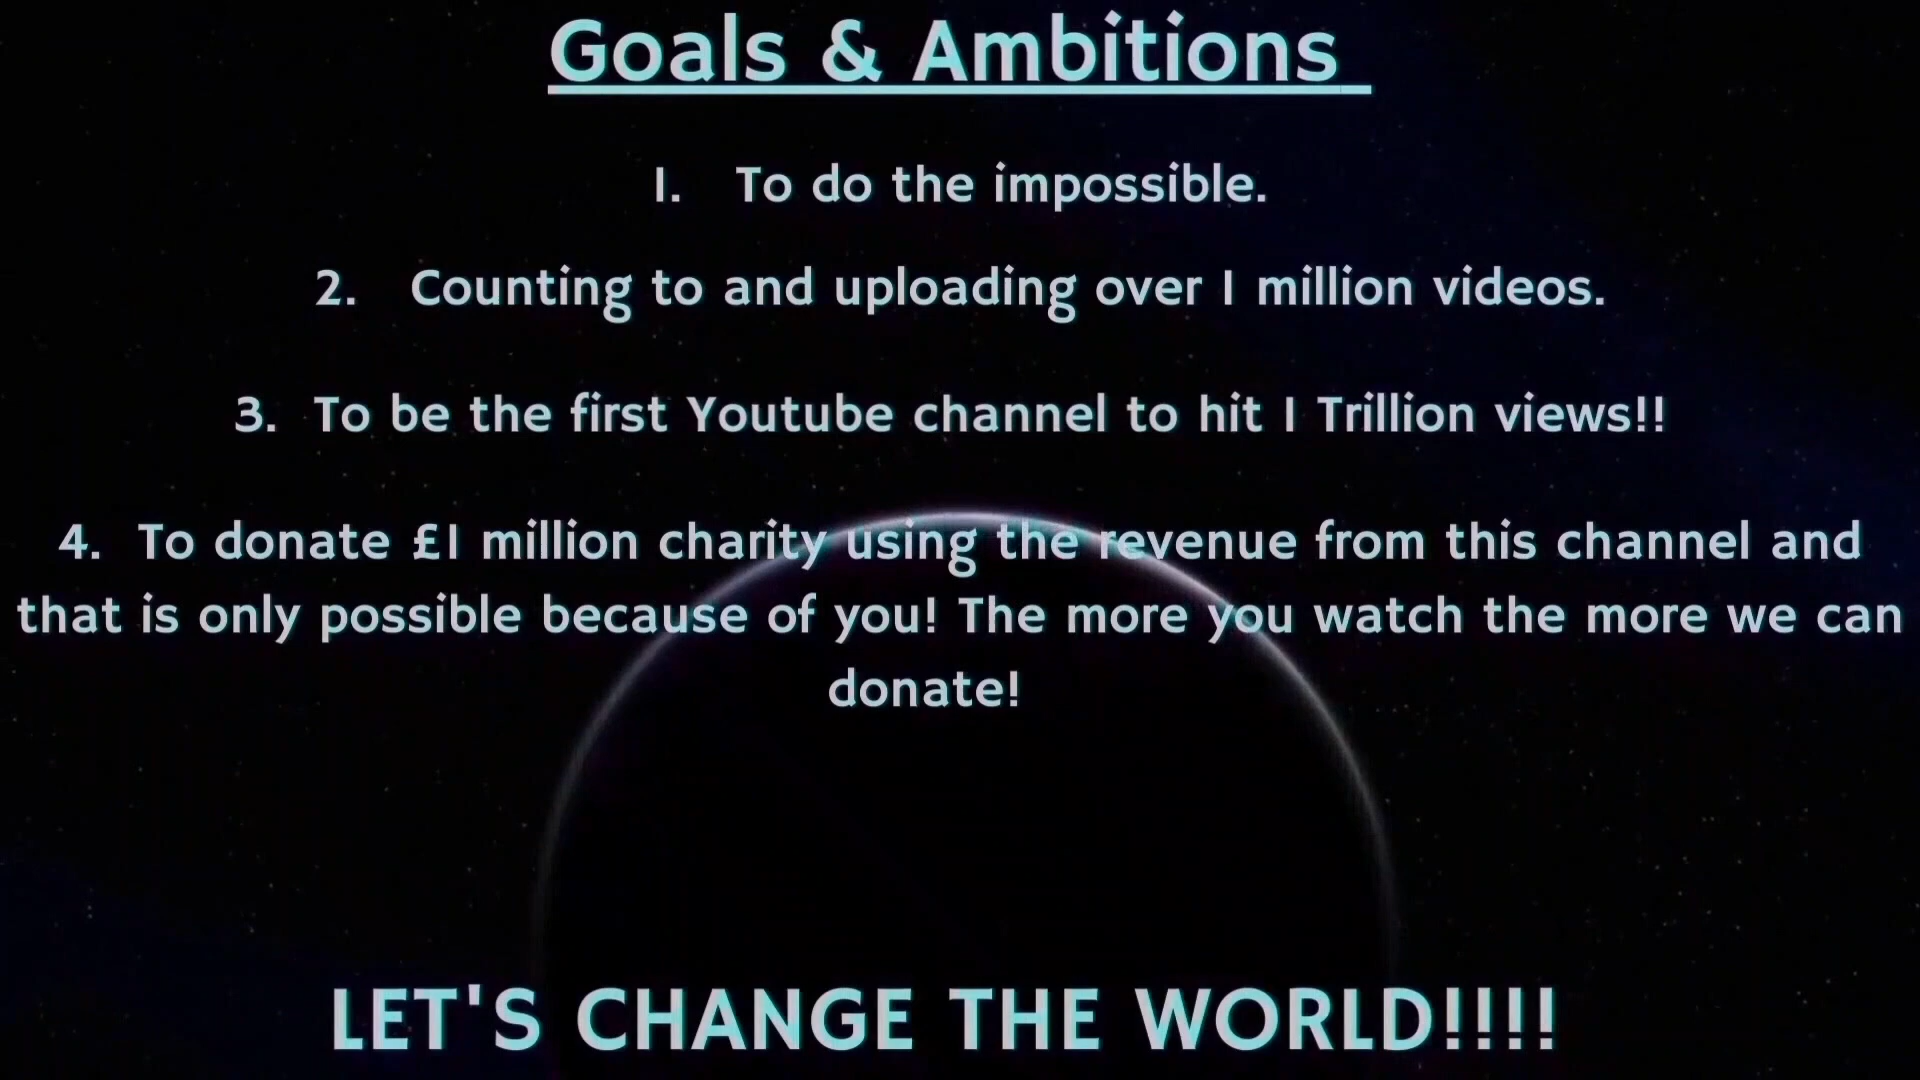 Goals & Ambitions
1. To do the impossible.
2. Counting to and uploading over 1 million videos.
3. To be the first Youtube channel to hit 1 Trillion views!!
4. To donate £1 million charity using the revenue from this channel and
that is only possible because of you! The more you watch the more we can
donate!
LET'S CHANGE THE WORLD!!!!